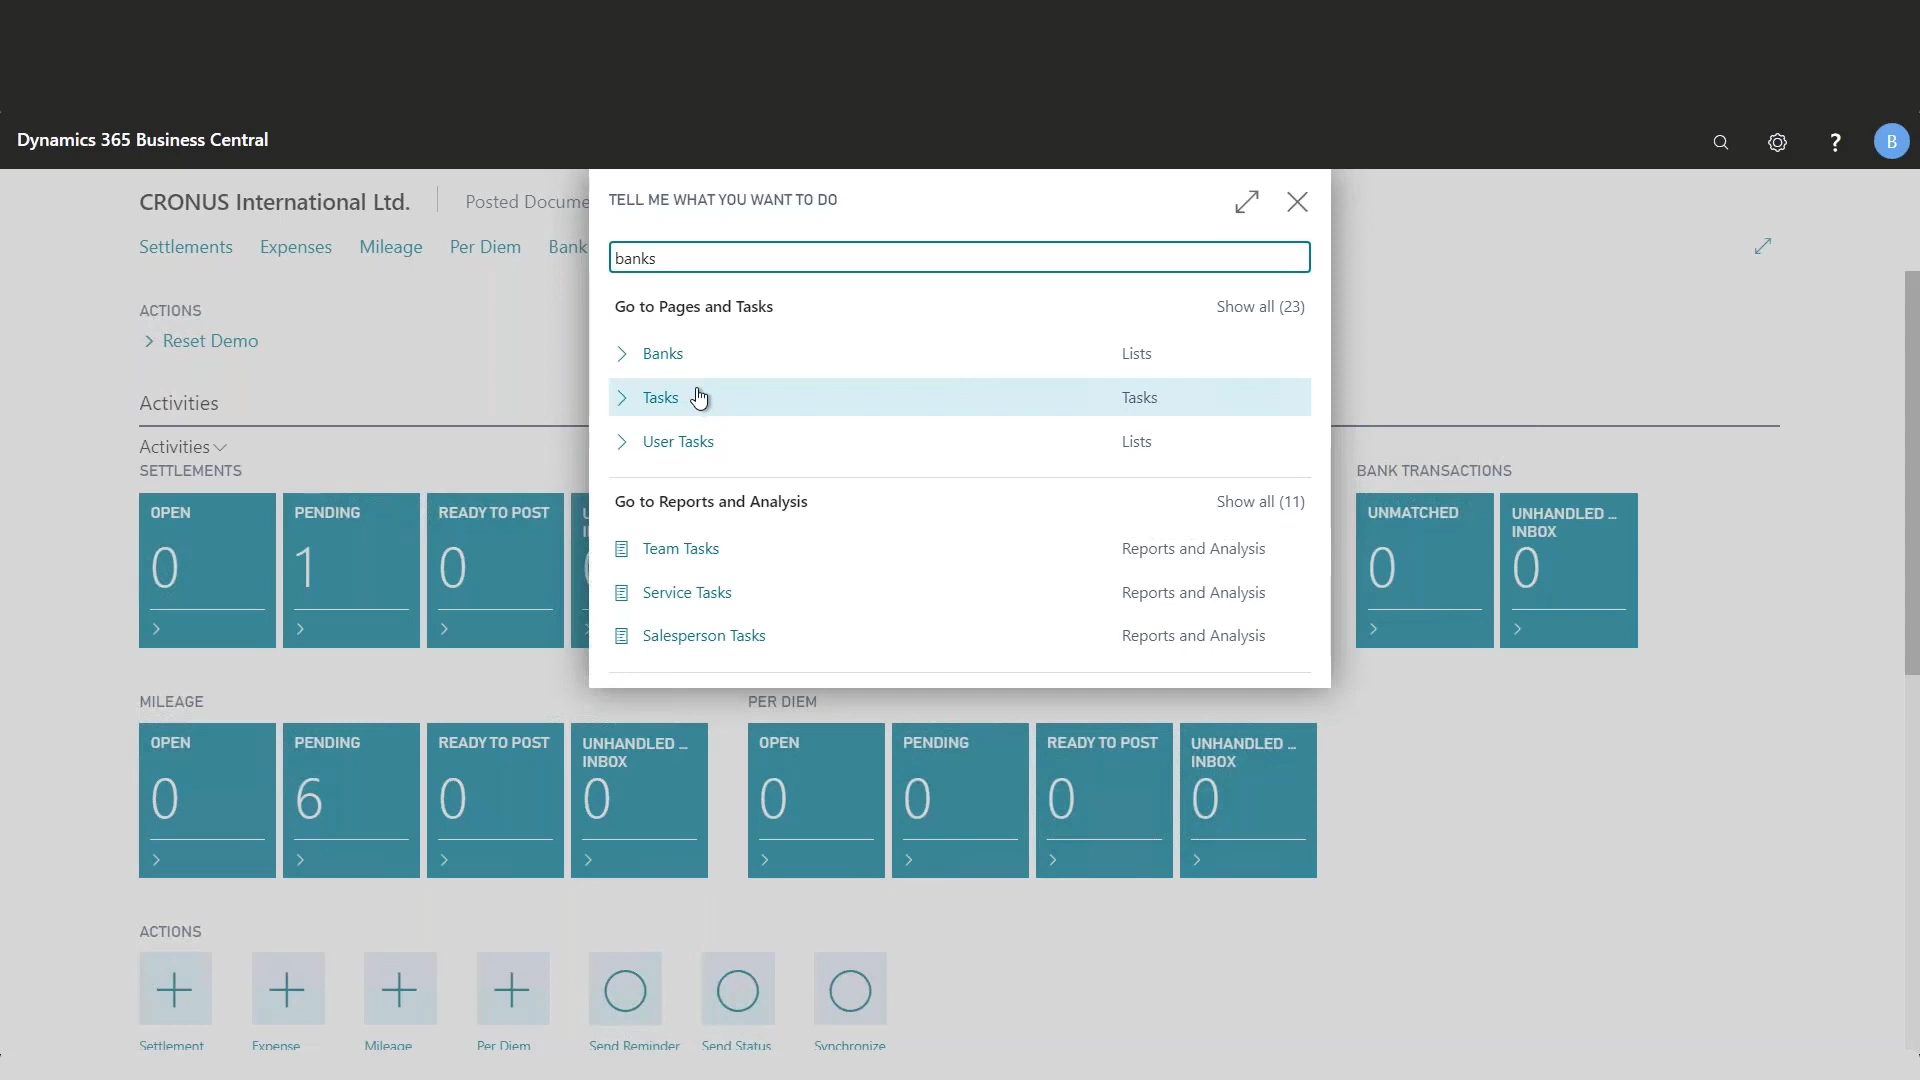 Dynamics 365 Business Central
?
B
CRONUS International Ltd.
Posted Docume
Settlements Expenses Mileage Per Diem Bank
TELL ME WHAT YOU WANT TO DO
banks
Go to Pages and Tasks Show all (23)
Banks Lists
Tasks Tasks
User Tasks Lists
Go to Reports and Analysis Show all (11)
Team Tasks Reports and Analysis
Service Tasks Reports and Analysis
Salesperson Tasks Reports and Analysis
ACTIONS
Reset Demo
Activities
Activities
SETTLEMENTS
OPEN
0
PENDING
1
READY TO POST
0
BANK TRANSACTIONS
UNMATCHED
0
UNHANDLED ...
INBOX
0
MILEAGE
OPEN
0
PENDING
6
READY TO POST
0
UNHANDLED ...
INBOX
0
PER DIEM
OPEN
0
PENDING
0
READY TO POST
0
UNHANDLED ...
INBOX
0
ACTIONS
Settlement
Expense
Mileage
Per Diem
Send Reminder
Send Status
Synchronize